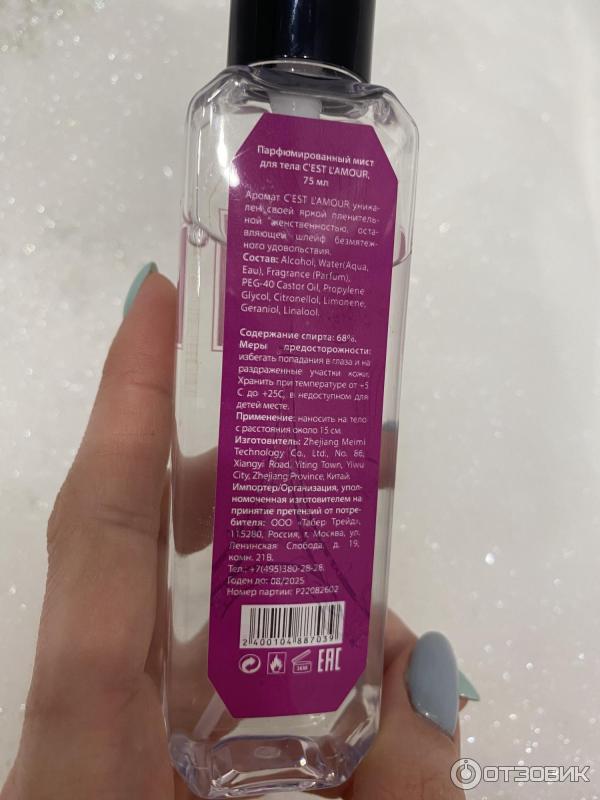 Парфюмированный мист
для тела C'EST L'AMOUR,
75 мл
Аромат C'EST L'AMOUR уника-
лен своей яркой пленитель-
ной женственностью, оста-
вляющей шлейф безмятеж-
ного удовольствия.
Состав: Alcohol, Water(Aqua,
Eau), Fragrance (Parfum),
PEG-40 Castor Oil, Propylene
Glycol, Citronellol, Limonene,
Geraniol, Linalool.
Содержание спирта: 68%.
Меры предосторожности:
избегать попадания в глаза и на
раздраженные участки кожи.
Хранить при температуре от +5
С до +25С, в недоступном для
детей месте.
Применение: наносить на тело
с расстояния около 15 см.
Изготовитель: Zhejiang Meimi
Technology Co., Ltd., No. 86,
Xiangyi Road, Yiting Town, Yiwu
City, Zhejiang Province, Китай.
Импортер/Организация, упол-
номоченная изготовителем на
принятие претензий от потре-
бителя: ООО «Табер Трейд»,
115280, Россия, г. Москва, ул.
Ленинская Слобода, д. 19,
комн. 21В.
Тел.: +7(495)380-28-28.
Годен до: 08/2025
Номер партии: P22082602
2400104887039
EAC
ОТЗОВИК